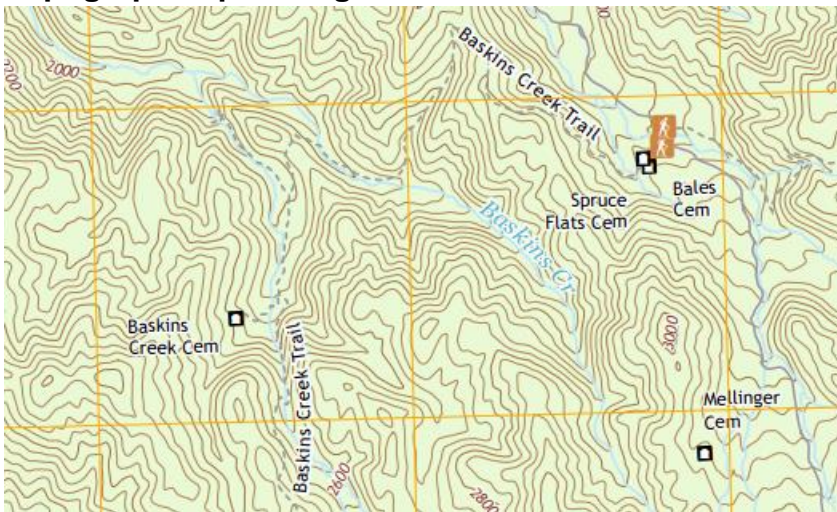 2200
2000
Baskins Creek Trail
Spruce
Flats Cem
Bales
Cem
Baskins Cr
Baskins
Creek Cem
Baskins Creek Trail
3000
Mellinger
Cem
2600
2800